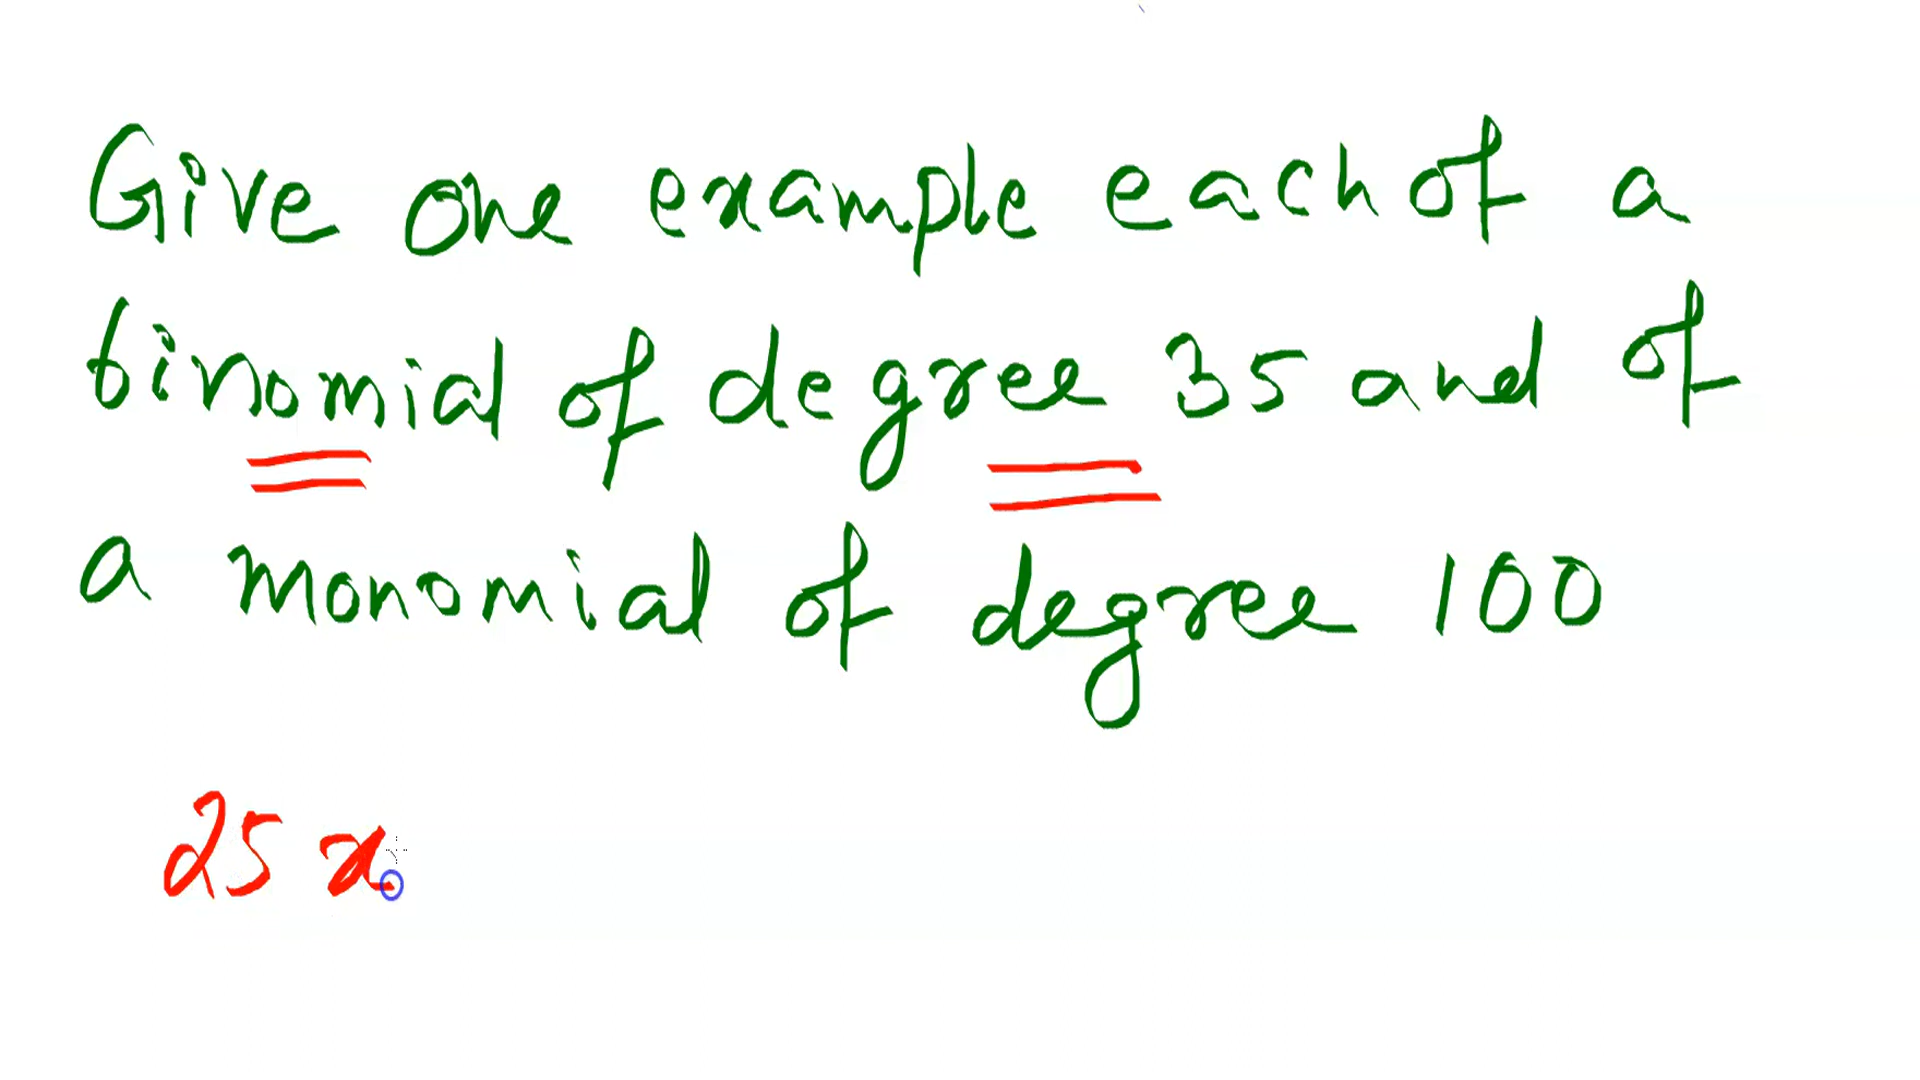 Give one example each of a
binomial of degree 35 and of
a monomial of degree 100
25 x